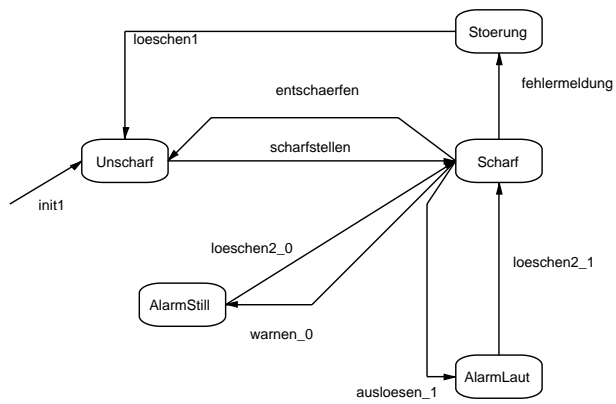 Stoerung
loeschen1
fehlermeldung
entschaerfen
Unscharf
scharfstellen
Scharf
init1
loeschen2_0
loeschen2_1
AlarmStill
warnen_0
AlarmLaut
ausloesen_1